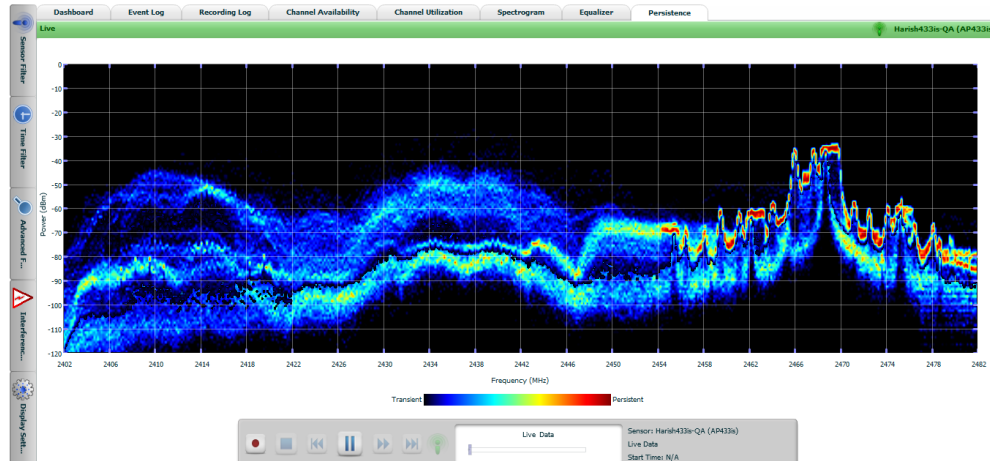 Dashboard Event Log Recording Log Channel Availability Channel Utilization Spectrogram Equalizer Persistence
Live Harish433is-QA (AP433is
Sensor Filter
Time Filter
Advanced F...
Interferenc...
Display Sett...
Power (dBm)
0
-10
-20
-30
-40
-50
-60
-70
-80
-90
-100
-110
-120
2402 2406 2410 2414 2418 2422 2426 2430 2434 2438 2442 2446 2450 2454 2458 2462 2466 2470 2474 2478 2482
Frequency (MHz)
Transient Persistent
Live Data
Sensor: Harish433is-QA (AP433is)
Live Data
Start Time: N/A